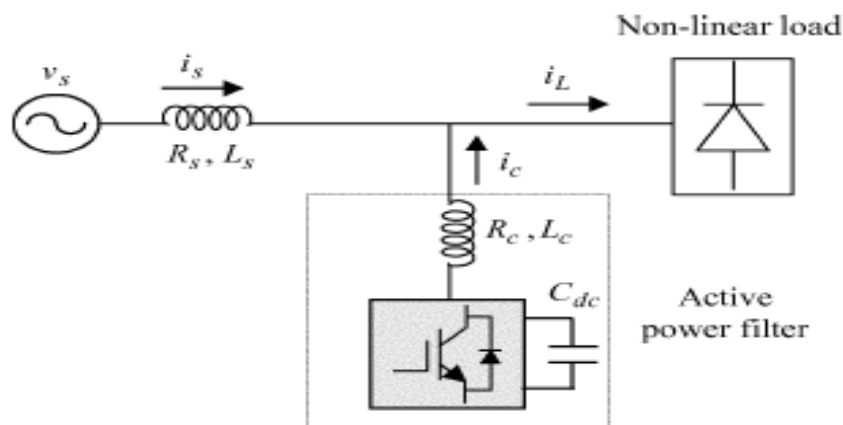 Non-linear load
v_s
i_s
i_L
R_s , L_s
i_c
R_c , L_c
C_dc
Active
power filter